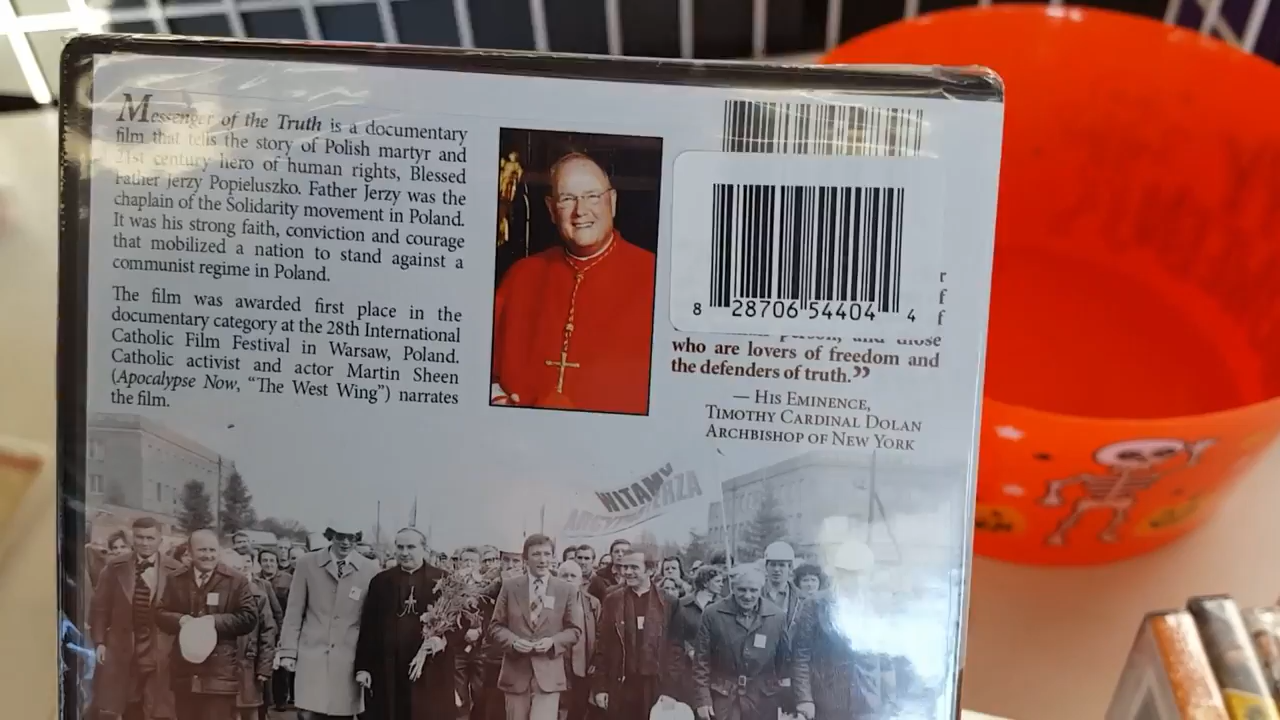 Messenger of the Truth is a documentary
film that tells the story of Polish martyr and
21st century hero of human rights, Blessed
Father Jerzy Popieluszko. Father Jerzy was the
chaplain of the Solidarity movement in Poland.
It was his strong faith, conviction and courage
that mobilized a nation to stand against a
communist regime in Poland.
The film was awarded first place in the
documentary category at the 28th International
Catholic Film Festival in Warsaw, Poland.
Catholic activist and actor Martin Sheen
(Apocalypse Now, “The West Wing”) narrates
the film.
8 28706 54404 4
r
f
f
person, and those
who are lovers of freedom and
the defenders of truth.”
— His Eminence,
Timothy Cardinal Dolan
Archbishop of New York
WITAMY